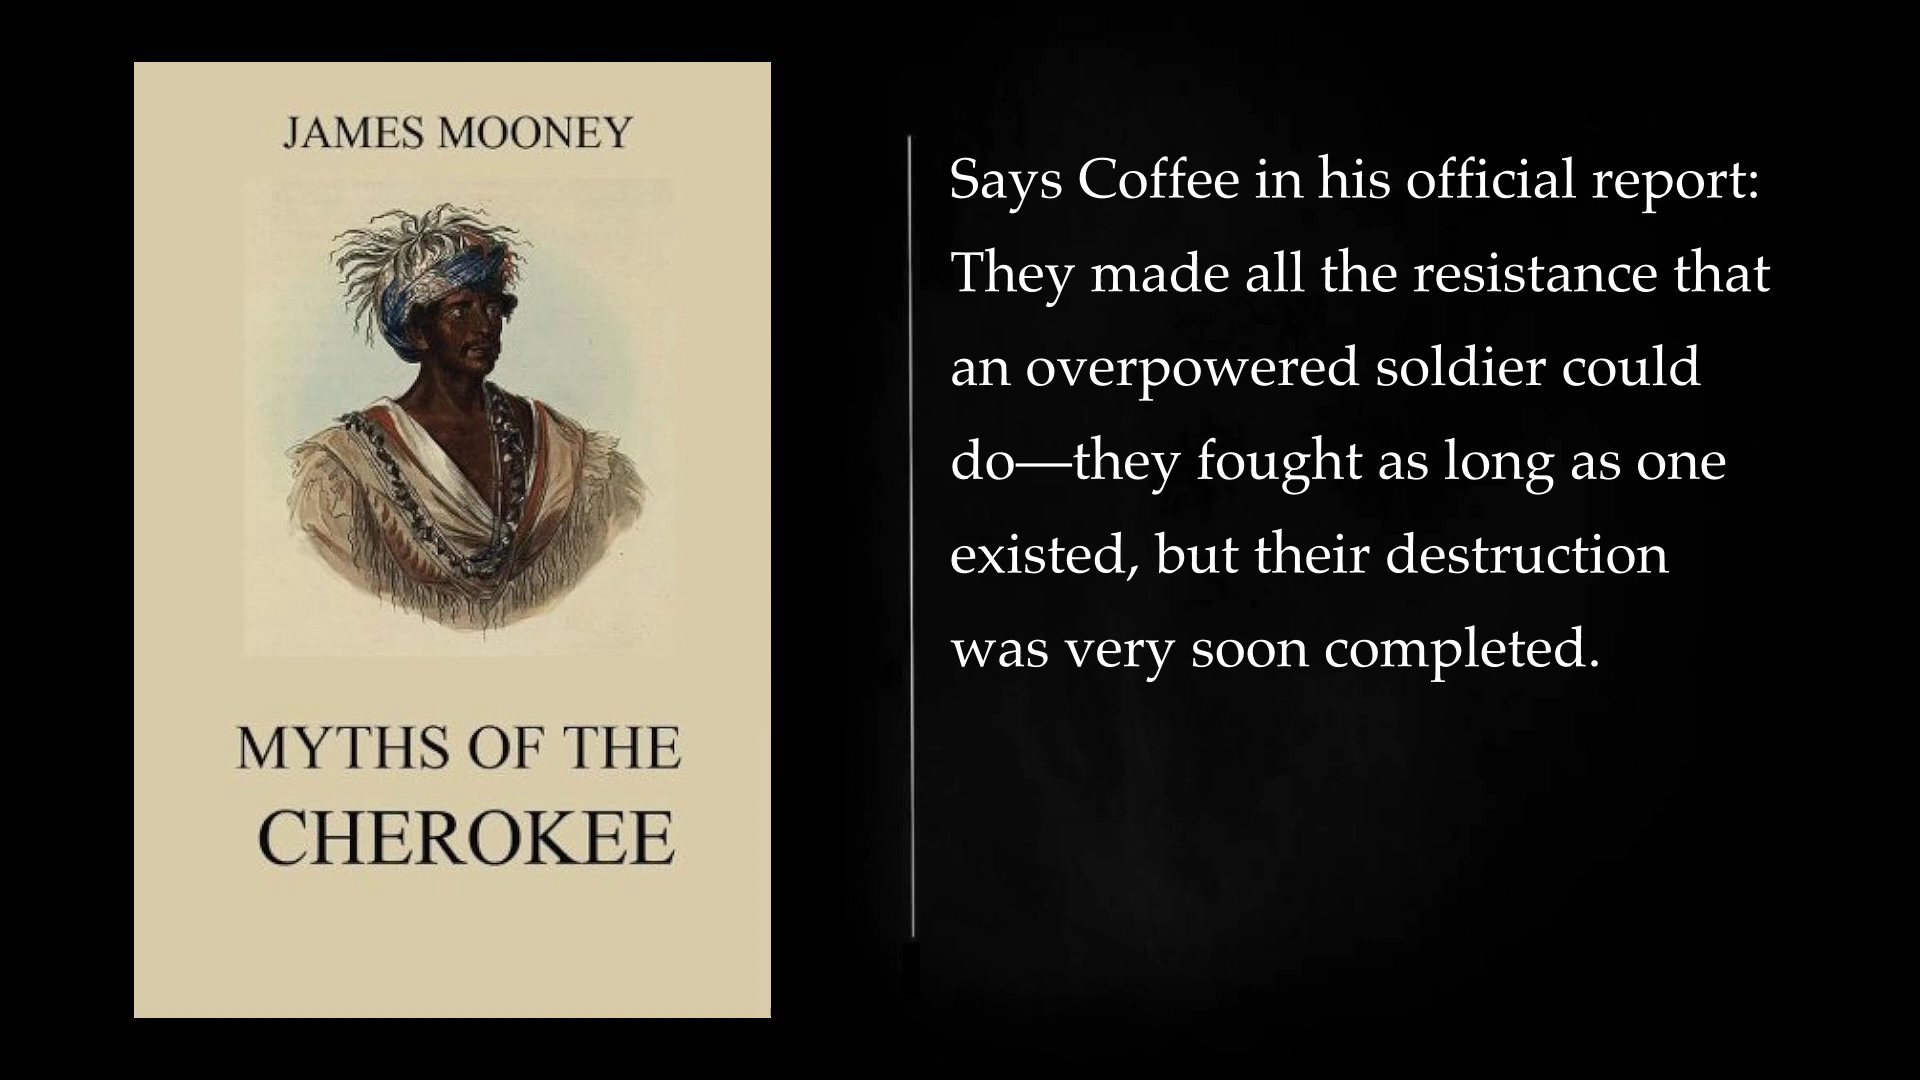 JAMES MOONEY
MYTHS OF THE
CHEROKEE
Says Coffee in his official report:
They made all the resistance that
an overpowered soldier could
do—they fought as long as one
existed, but their destruction
was very soon completed.